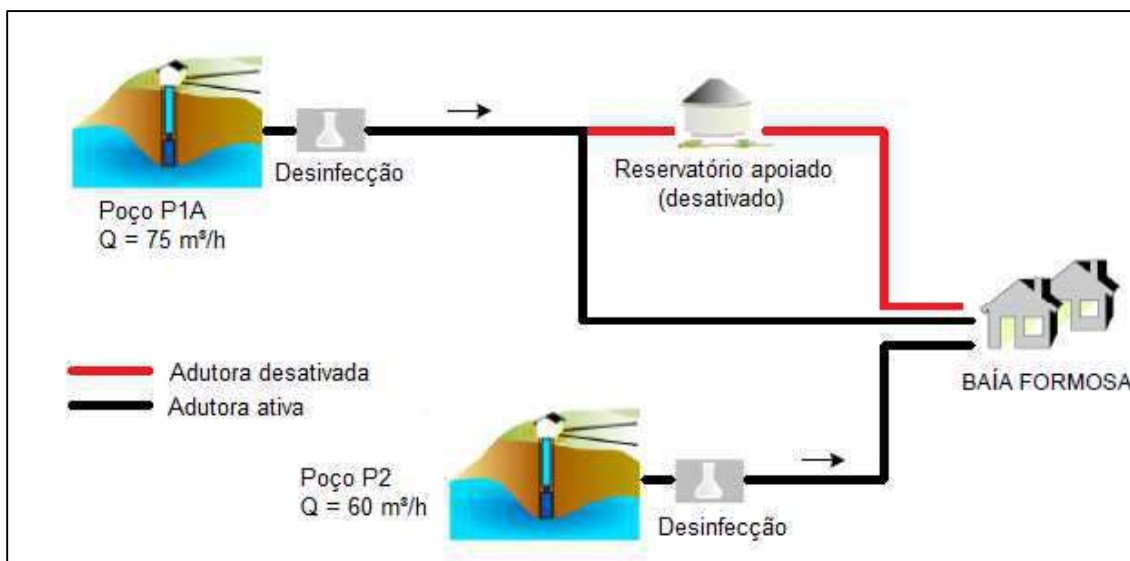 Desinfecção
Poço P1A
Q = 75 m³/h
Reservatório apoiado
(desativado)
Adutora desativada
Adutora ativa
BAÍA FORMOSA
Poço P2
Q = 60 m³/h
Desinfecção